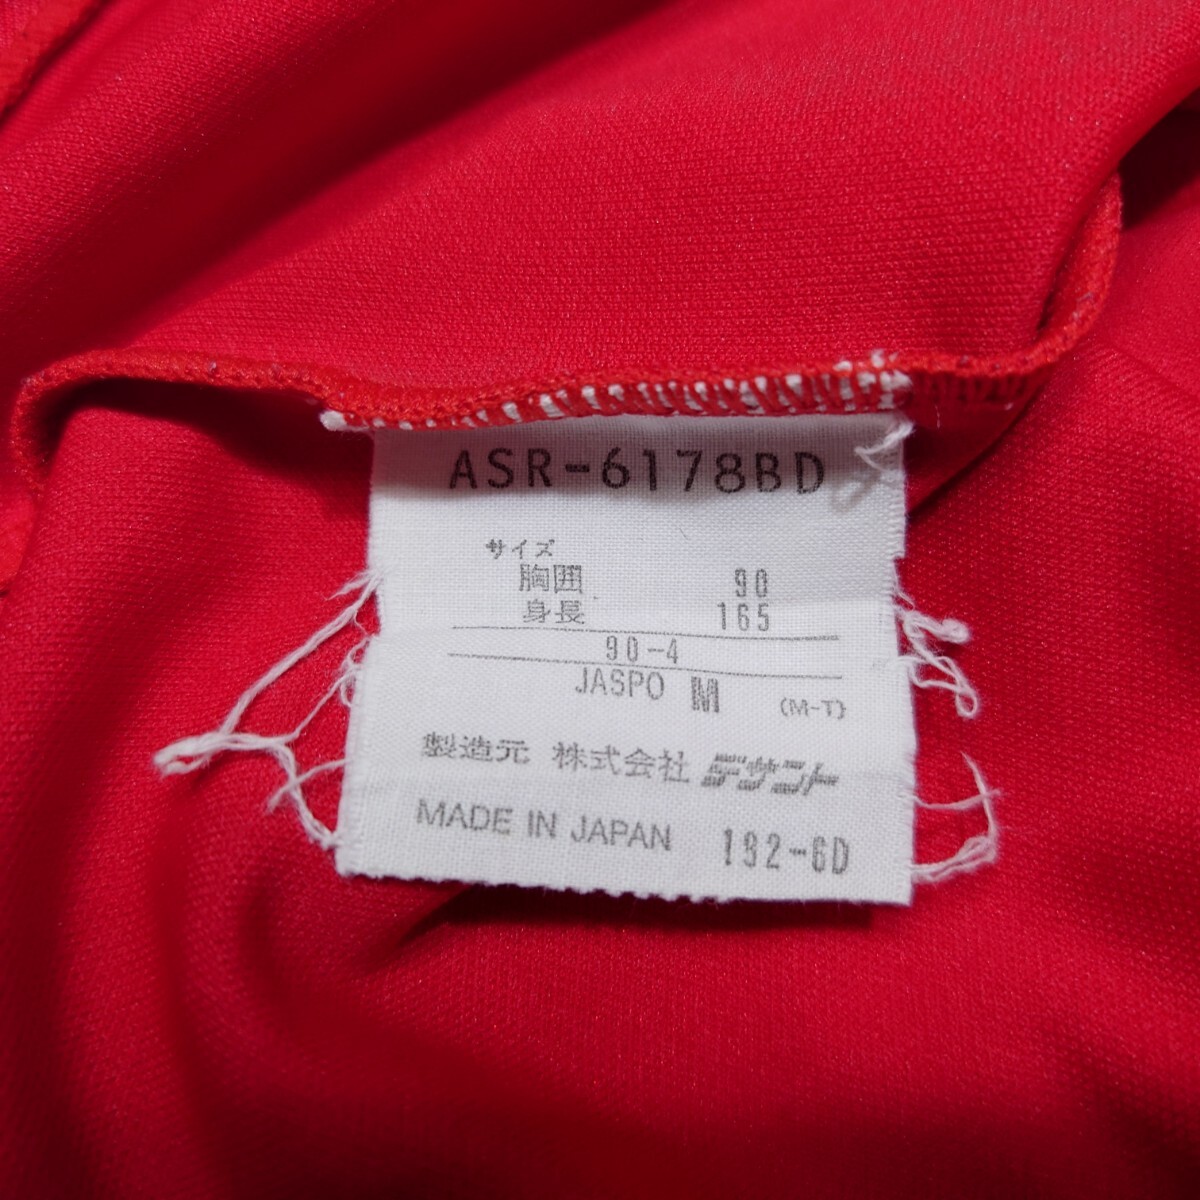 ASR-6178BD
サイズ
胸囲 90
身長 165
90-4
JASPO M (M-T)
製造元 株式会社 デサント
MADE IN JAPAN 192-6D